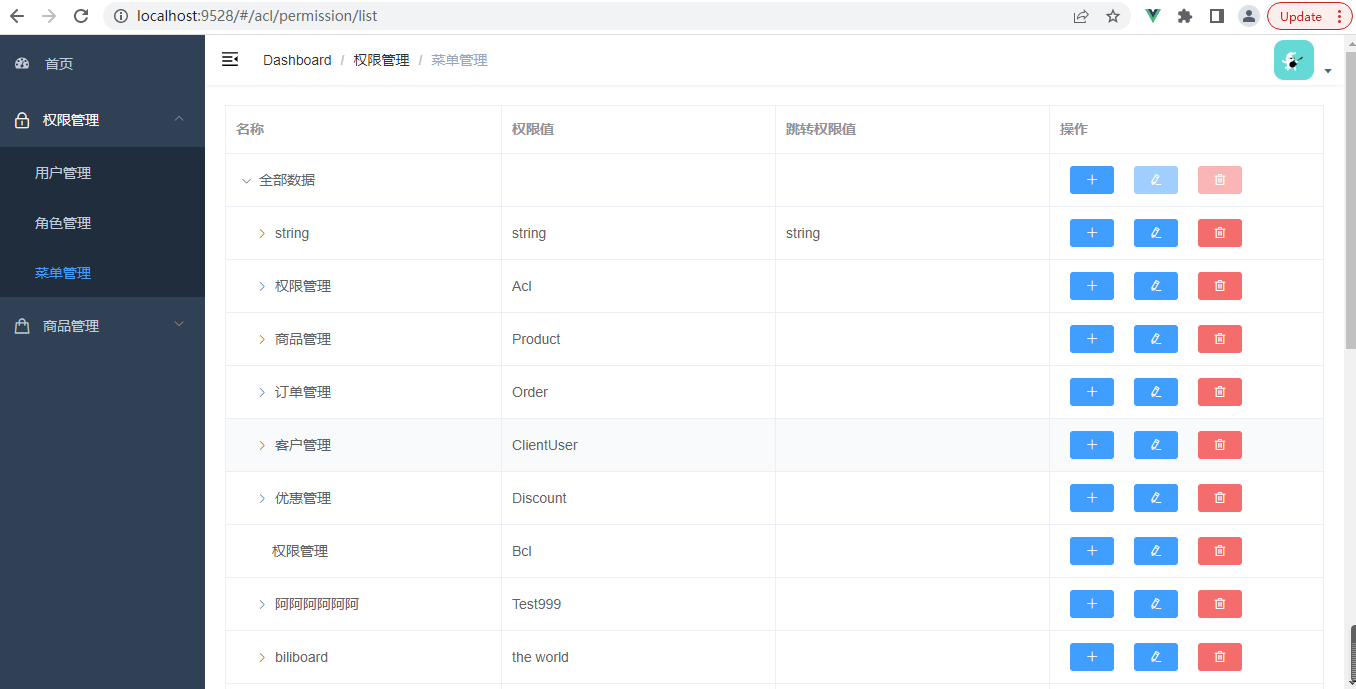 localhost:9528/#/acl/permission/list
Update
首页
权限管理
用户管理
角色管理
菜单管理
商品管理
Dashboard / 权限管理 / 菜单管理
名称 权限值 跳转权限值 操作
全部数据
string string string
权限管理 Acl
商品管理 Product
订单管理 Order
客户管理 ClientUser
优惠管理 Discount
权限管理 Bcl
阿阿阿阿阿阿 Test999
biliboard the world